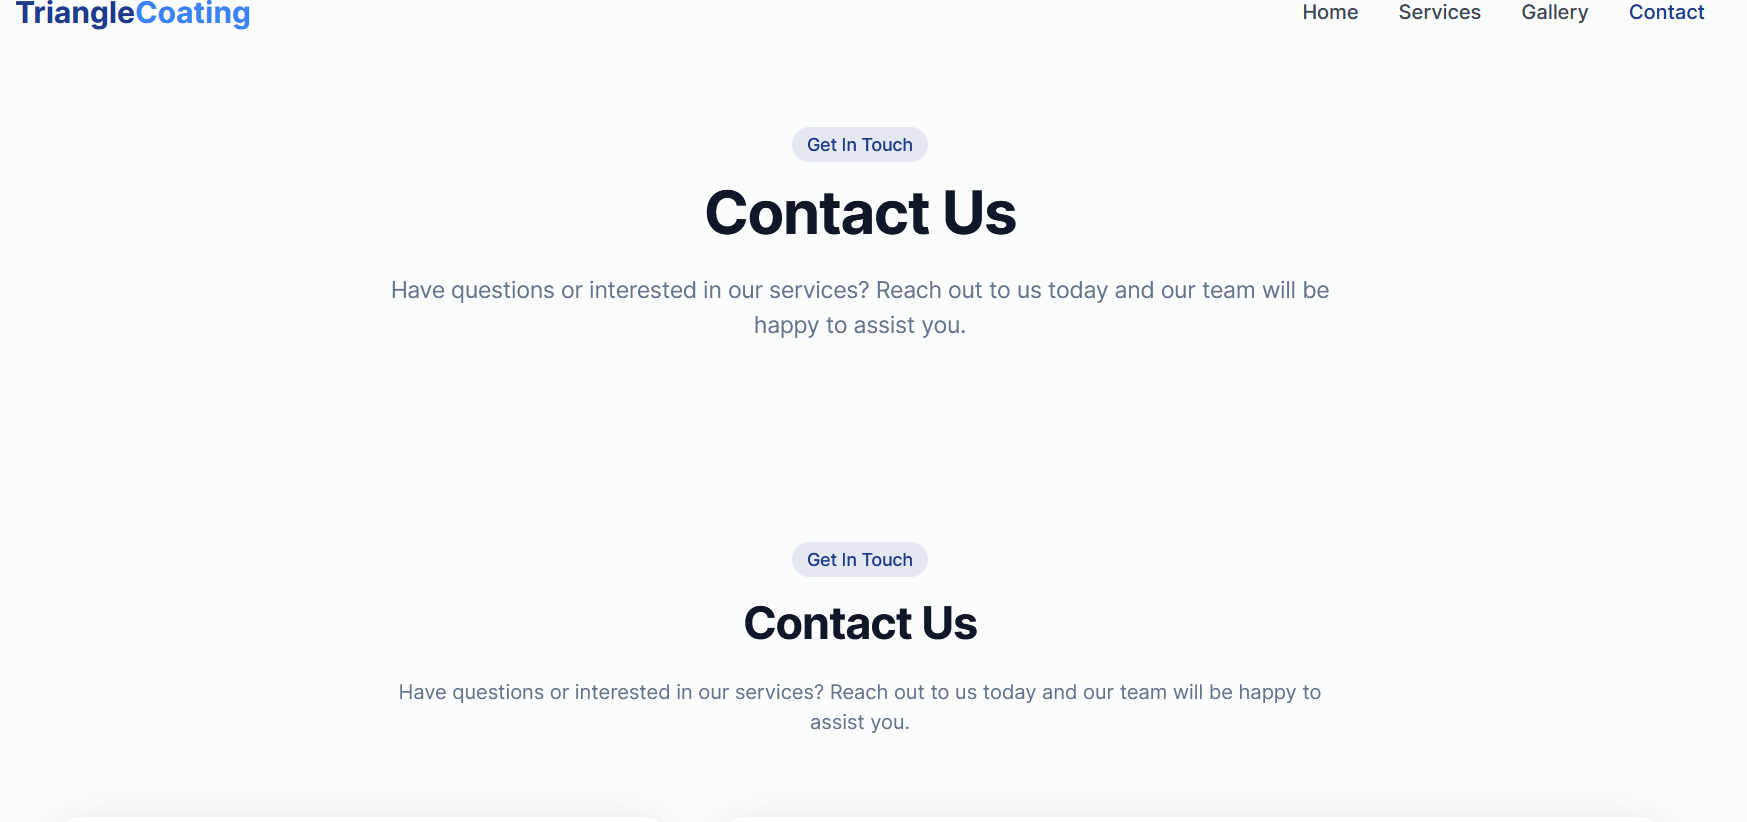 TriangleCoating
Home Services Gallery Contact
Get In Touch
Contact Us
Have questions or interested in our services? Reach out to us today and our team will be
happy to assist you.
Get In Touch
Contact Us
Have questions or interested in our services? Reach out to us today and our team will be happy to
assist you.